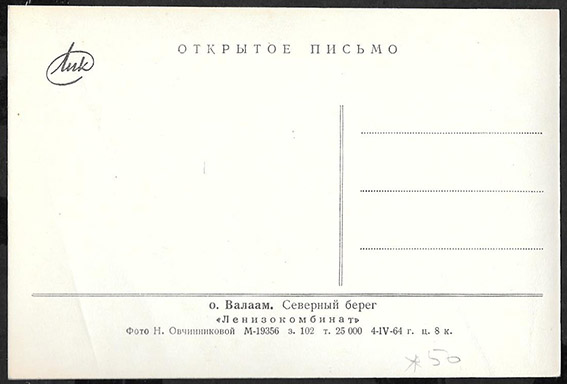 ОТКРЫТОЕ ПИСЬМО
Лик
о. Валаам. Северный берег
«Ленизокомбинат»
Фото Н. Овчинниковой М-19356 з. 102 т. 25 000 4-IV-64 г. ц. 8 к.
50